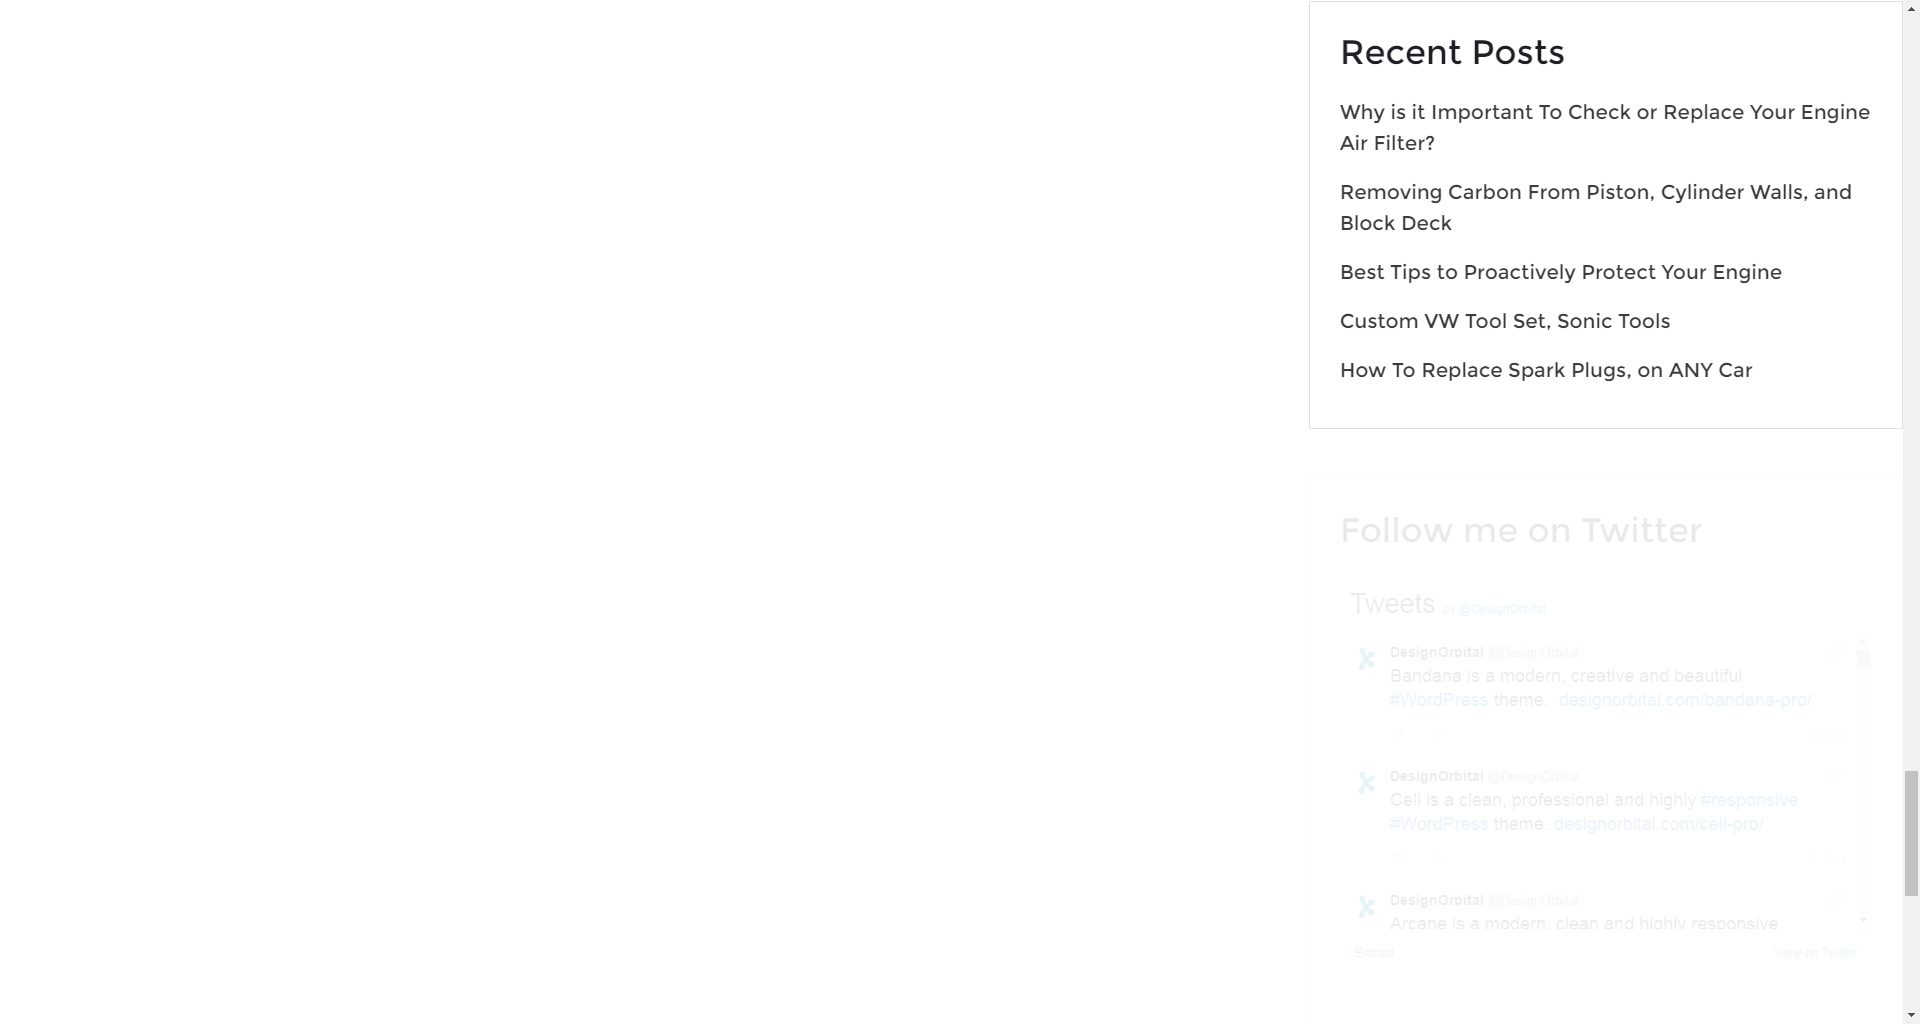 Recent Posts
Why is it Important To Check or Replace Your Engine
Air Filter?
Removing Carbon From Piston, Cylinder Walls, and
Block Deck
Best Tips to Proactively Protect Your Engine
Custom VW Tool Set, Sonic Tools
How To Replace Spark Plugs, on ANY Car
Follow me on Twitter
Tweets by @DesignOrbital
DesignOrbital @DesignOrbital
Bandana is a modern, creative and beautiful
#WordPress theme. designorbital.com/bandana-pro/
DesignOrbital @DesignOrbital
Cell is a clean, professional and highly #responsive
#WordPress theme. designorbital.com/cell-pro/
DesignOrbital @DesignOrbital
Arcane is a modern, clean and highly responsive
Embed
View on Twitter